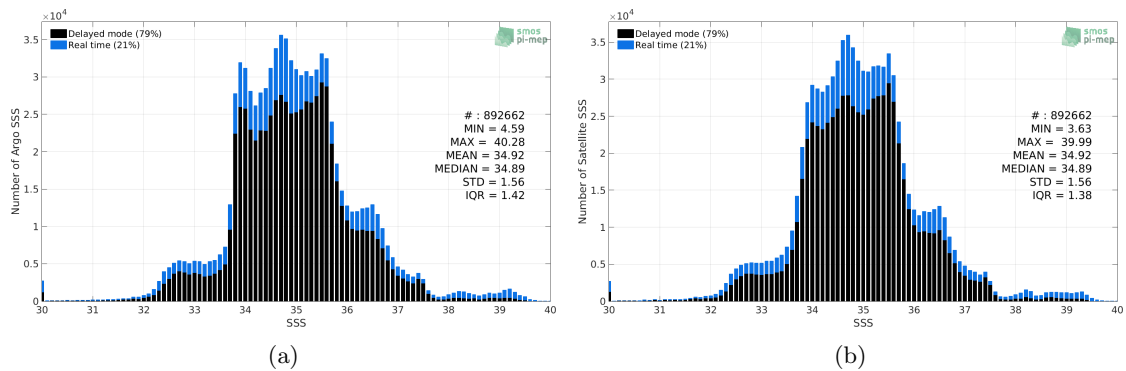 ×10⁴
3.5
3
2.5
2
1.5
1
0.5
0
Number of Argo SSS
Delayed mode (79%)
Real time (21%)
smos
pi-mep
# : 892662
MIN = 4.59
MAX = 40.28
MEAN = 34.92
MEDIAN = 34.89
STD = 1.56
IQR = 1.42
30 31 32 33 34 35 36 37 38 39 40
SSS
(a)
×10⁴
3.5
3
2.5
2
1.5
1
0.5
0
Number of Satellite SSS
Delayed mode (79%)
Real time (21%)
smos
pi-mep
# : 892662
MIN = 3.63
MAX = 39.99
MEAN = 34.92
MEDIAN = 34.89
STD = 1.56
IQR = 1.38
30 31 32 33 34 35 36 37 38 39 40
SSS
(b)